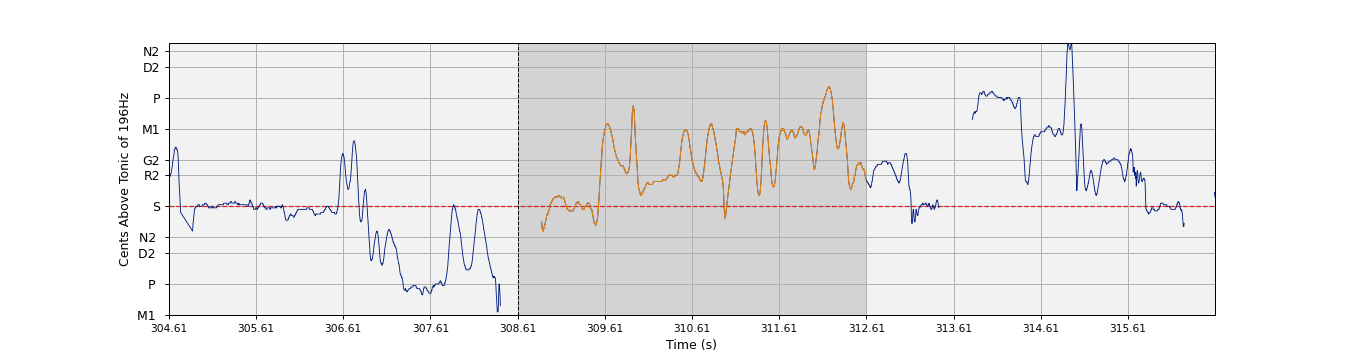 Cents Above Tonic of 196Hz
N2
D2
P
M1
G2
R2
S
N2
D2
P
M1
304.61 305.61 306.61 307.61 308.61 309.61 310.61 311.61 312.61 313.61 314.61 315.61
Time (s)